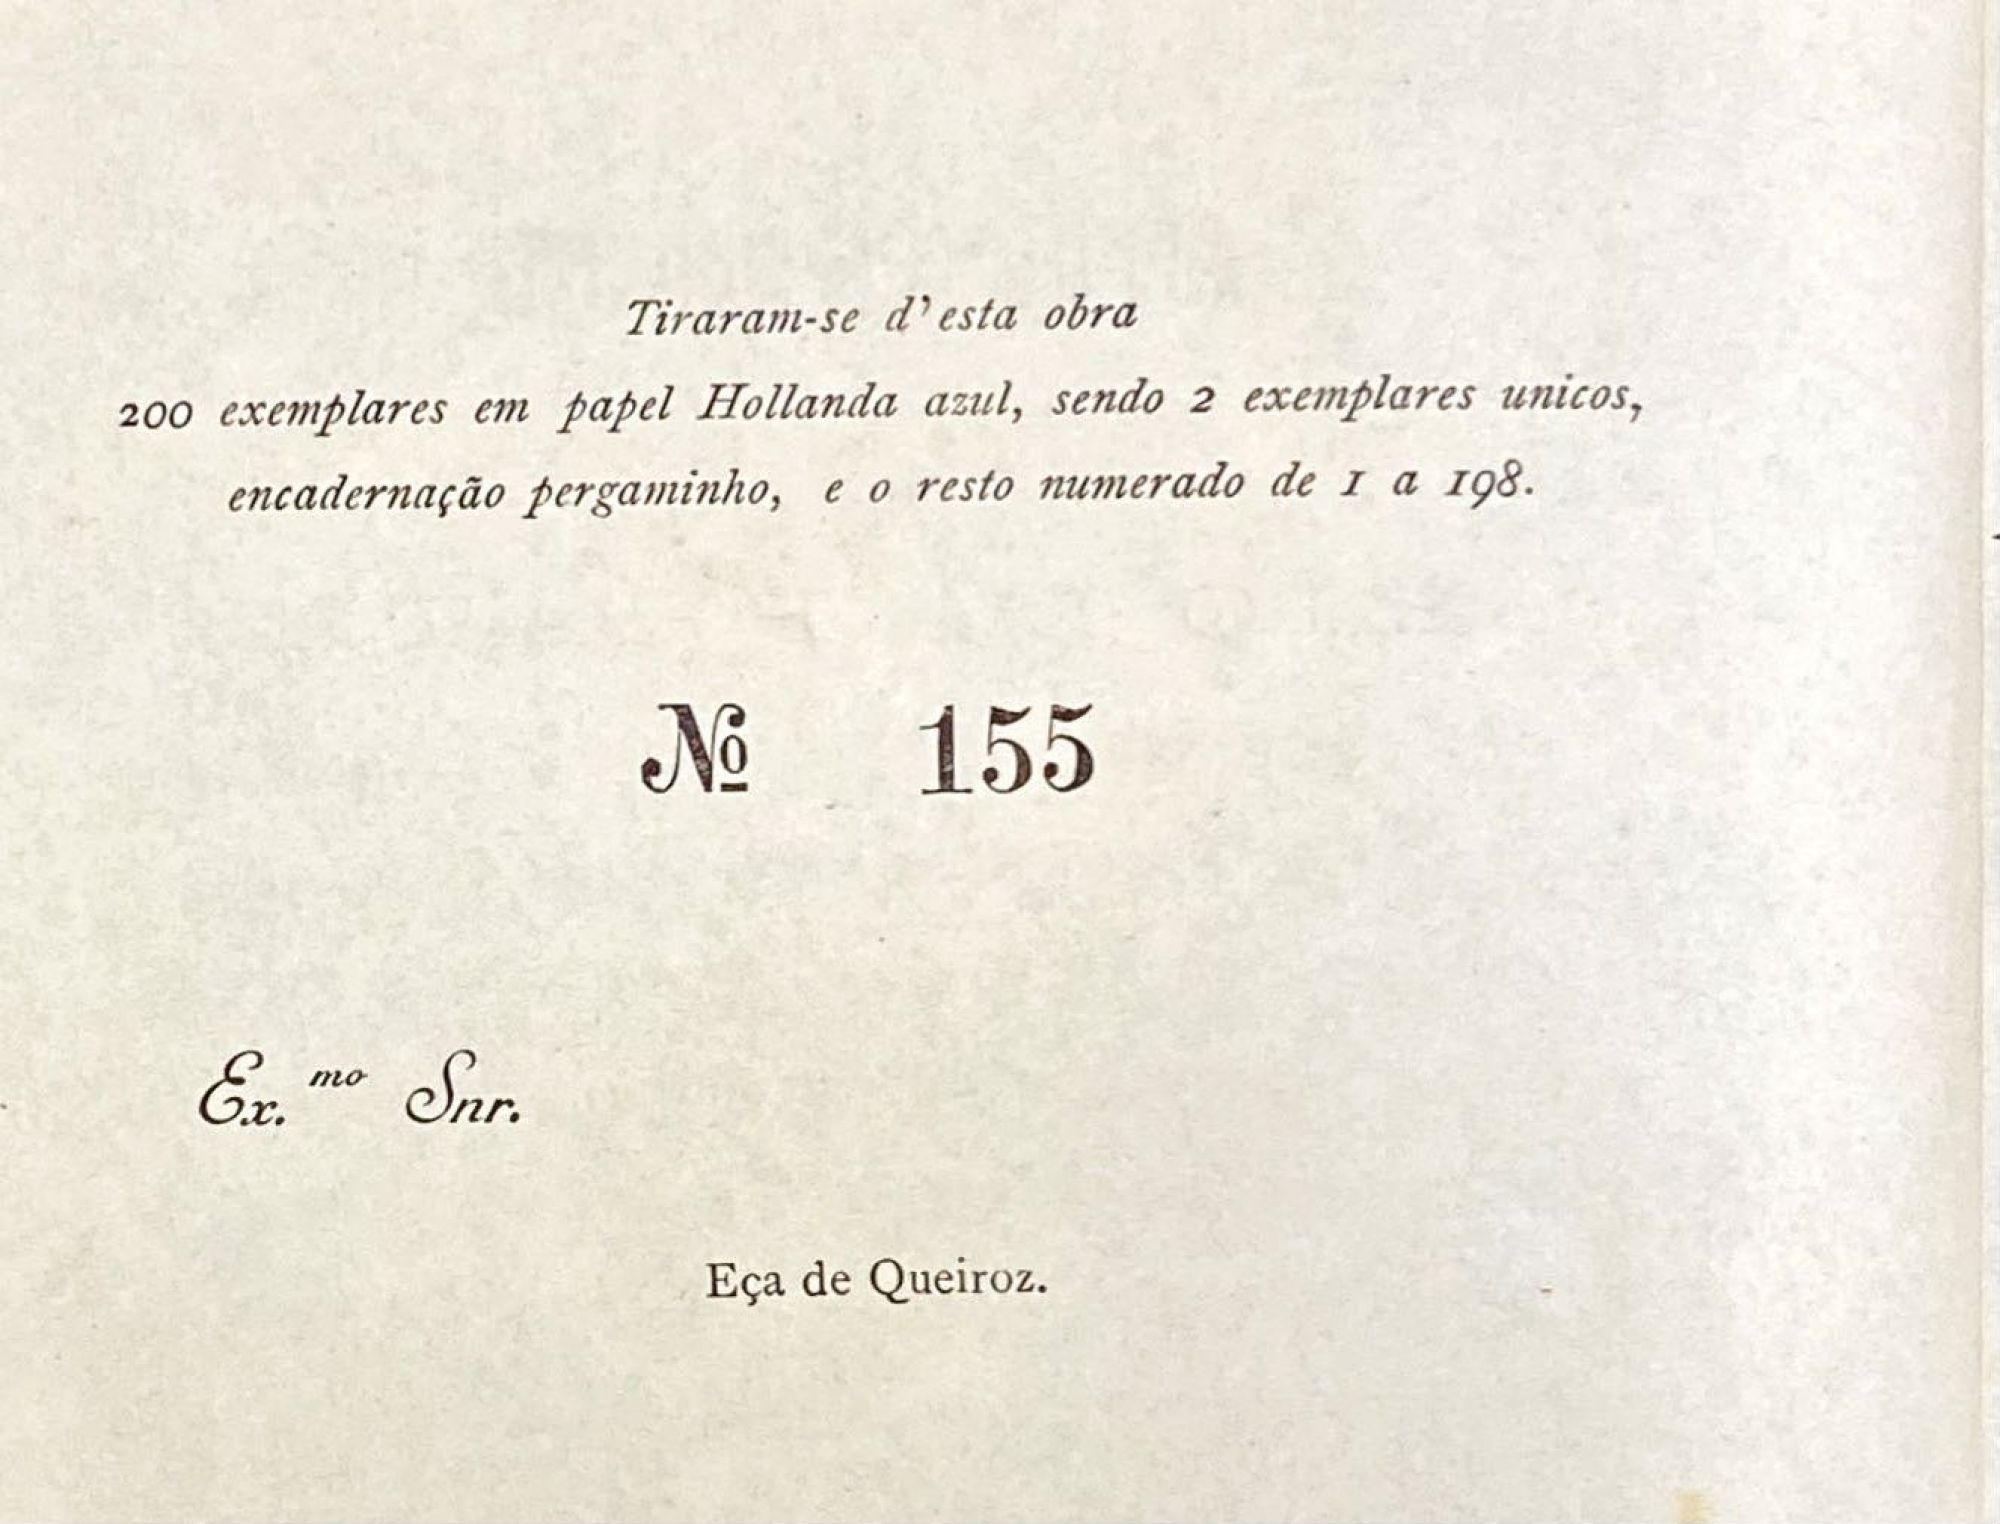 Tiraram-se d'esta obra
200 exemplares em papel Hollanda azul, sendo 2 exemplares unicos,
encadernação pergaminho, e o resto numerado de 1 a 198.
Nº 155
Ex.mo Snr.
Eça de Queiroz.